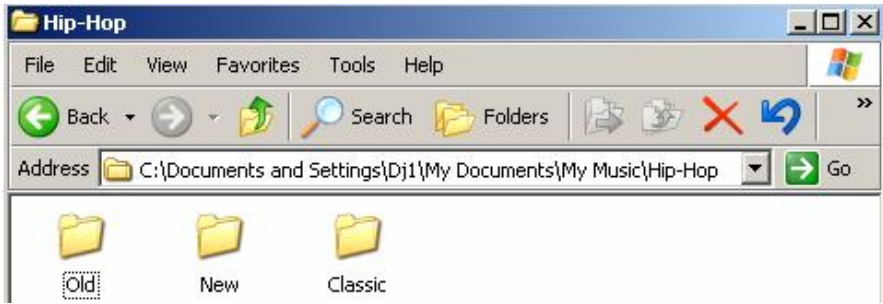 Hip-Hop
File Edit View Favorites Tools Help
Back Search Folders »
Address C:\Documents and Settings\Dj1\My Documents\My Music\Hip-Hop Go
Old New Classic